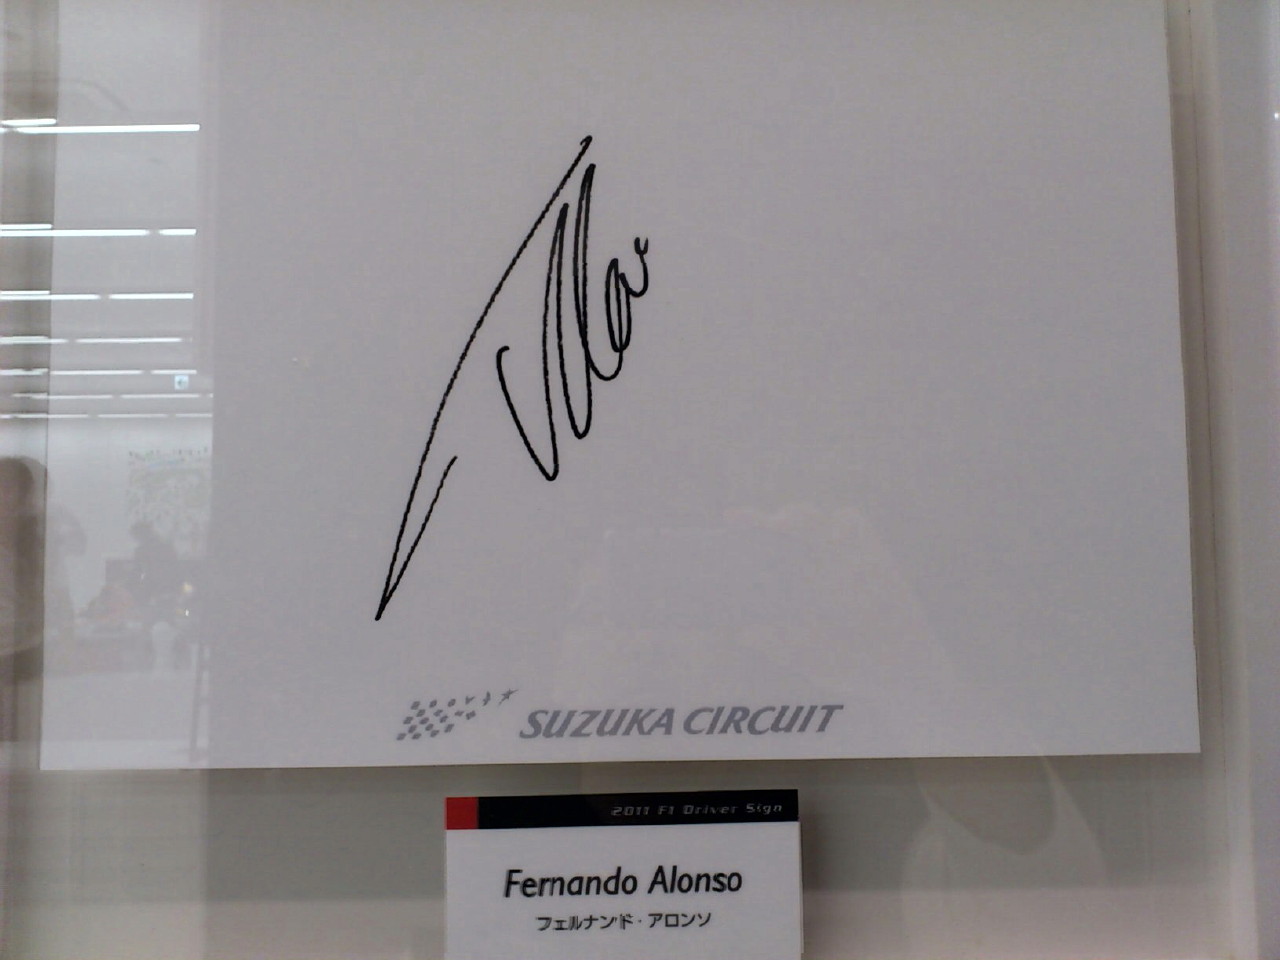 SUZUKA CIRCUIT
2011 F1 Driver Sign
Fernando Alonso
フェルナンド・アロンソ